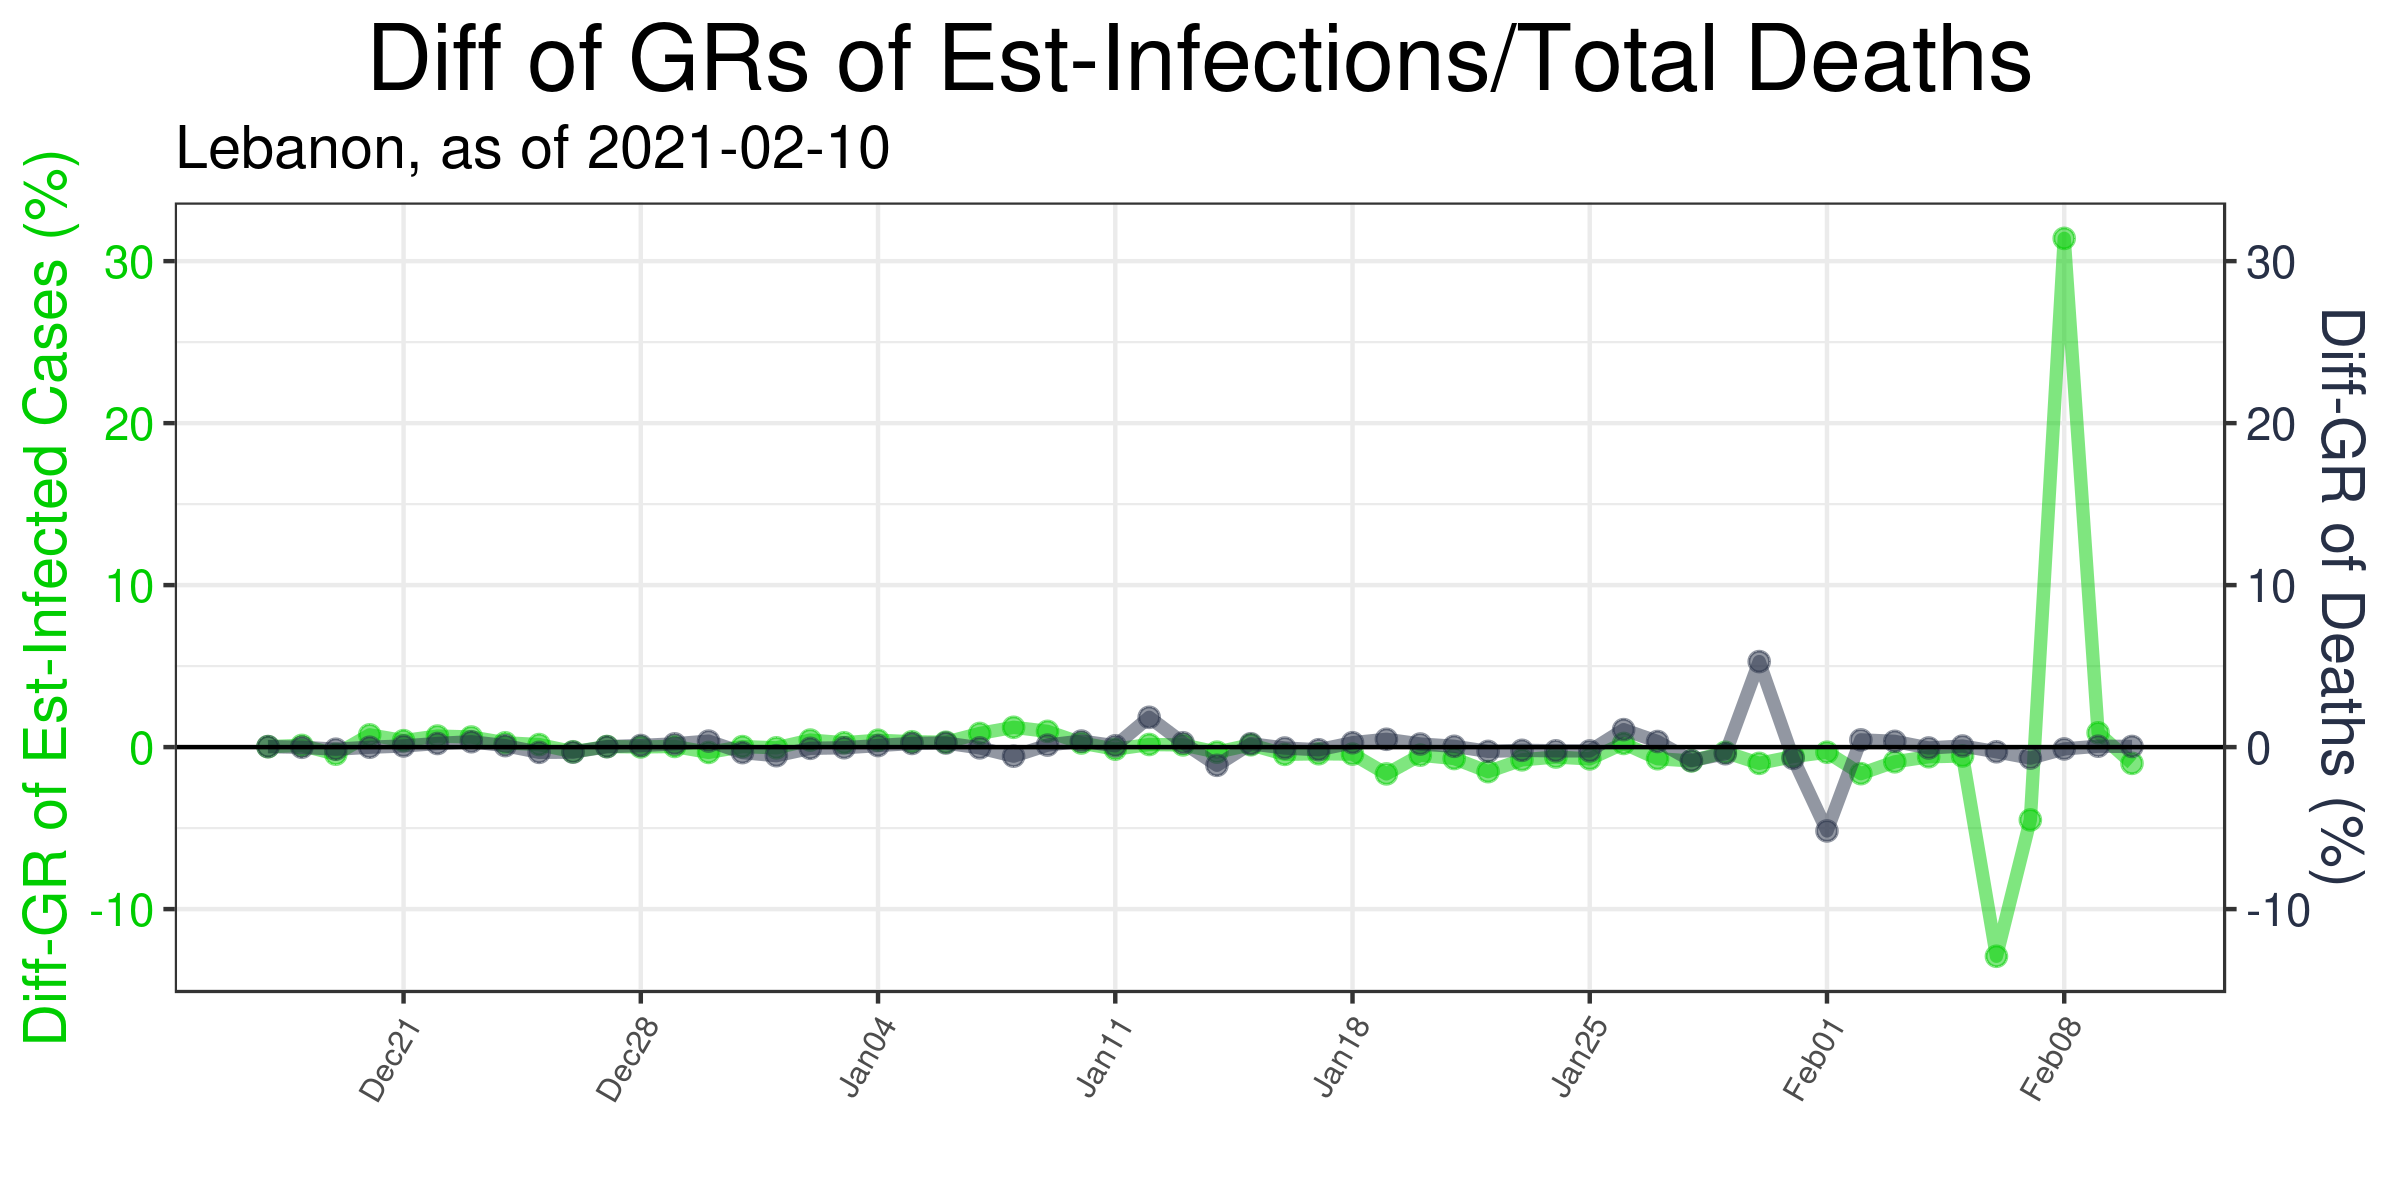 Diff of GRs of Est-Infections/Total Deaths
Lebanon, as of 2021-02-10
Diff-GR of Est-Infected Cases (%)
30
20
10
0
-10
30
20
10
0
-10
Diff-GR of Deaths (%)
Dec21
Dec28
Jan04
Jan11
Jan18
Jan25
Feb01
Feb08